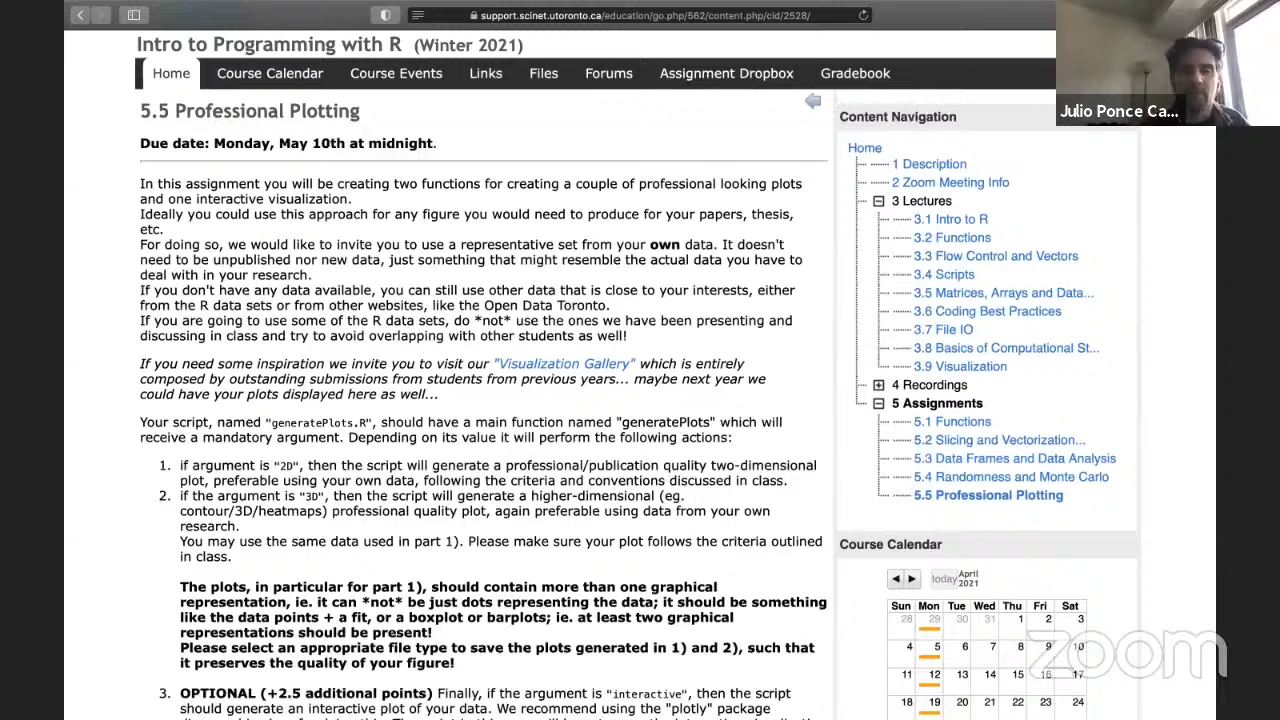 support.scinet.utoronto.ca/education/go.php/562/content.php/cid/2528/
Intro to Programming with R (Winter 2021)
Home Course Calendar Course Events Links Files Forums Assignment Dropbox Gradebook
Julio Ponce Ca...
5.5 Professional Plotting
Due date: Monday, May 10th at midnight.
In this assignment you will be creating two functions for creating a couple of professional looking plots
and one interactive visualization.
Ideally you could use this approach for any figure you would need to produce for your papers, thesis,
etc.
For doing so, we would like to invite you to use a representative set from your own data. It doesn't
need to be unpublished nor new data, just something that might resemble the actual data you have to
deal with in your research.
If you don't have any data available, you can still use other data that is close to your interests, either
from the R data sets or from other websites, like the Open Data Toronto.
If you are going to use some of the R data sets, do *not* use the ones we have been presenting and
discussing in class and try to avoid overlapping with other students as well!
If you need some inspiration we invite you to visit our "Visualization Gallery" which is entirely
composed by outstanding submissions from students from previous years... maybe next year we
could have your plots displayed here as well...
Your script, named "generatePlots.R", should have a main function named "generatePlots" which will
receive a mandatory argument. Depending on its value it will perform the following actions:
1. if argument is "2D", then the script will generate a professional/publication quality two-dimensional
plot, preferable using your own data, following the criteria and conventions discussed in class.
2. if the argument is "3D", then the script will generate a higher-dimensional (eg.
contour/3D/heatmaps) professional quality plot, again preferable using data from your own
research.
You may use the same data used in part 1). Please make sure your plot follows the criteria outlined
in class.
The plots, in particular for part 1), should contain more than one graphical
representation, ie. it can *not* be just dots representing the data; it should be something
like the data points + a fit, or a boxplot or barplots; ie. at least two graphical
representations should be present!
Please select an appropriate file type to save the plots generated in 1) and 2), such that
it preserves the quality of your figure!
3. OPTIONAL (+2.5 additional points) Finally, if the argument is "interactive", then the script
should generate an interactive plot of your data. We recommend using the "plotly" package
Content Navigation
Home
1 Description
2 Zoom Meeting Info
3 Lectures
3.1 Intro to R
3.2 Functions
3.3 Flow Control and Vectors
3.4 Scripts
3.5 Matrices, Arrays and Data...
3.6 Coding Best Practices
3.7 File IO
3.8 Basics of Computational St...
3.9 Visualization
4 Recordings
5 Assignments
5.1 Functions
5.2 Slicing and Vectorization...
5.3 Data Frames and Data Analysis
5.4 Randomness and Monte Carlo
5.5 Professional Plotting
Course Calendar
today April
2021
Sun Mon Tue Wed Thu Fri Sat
28 29 30 31 1 2 3
4 5 6 7 8 9 10
11 12 13 14 15 16 17
18 19 20 21 22 23 24
zoom